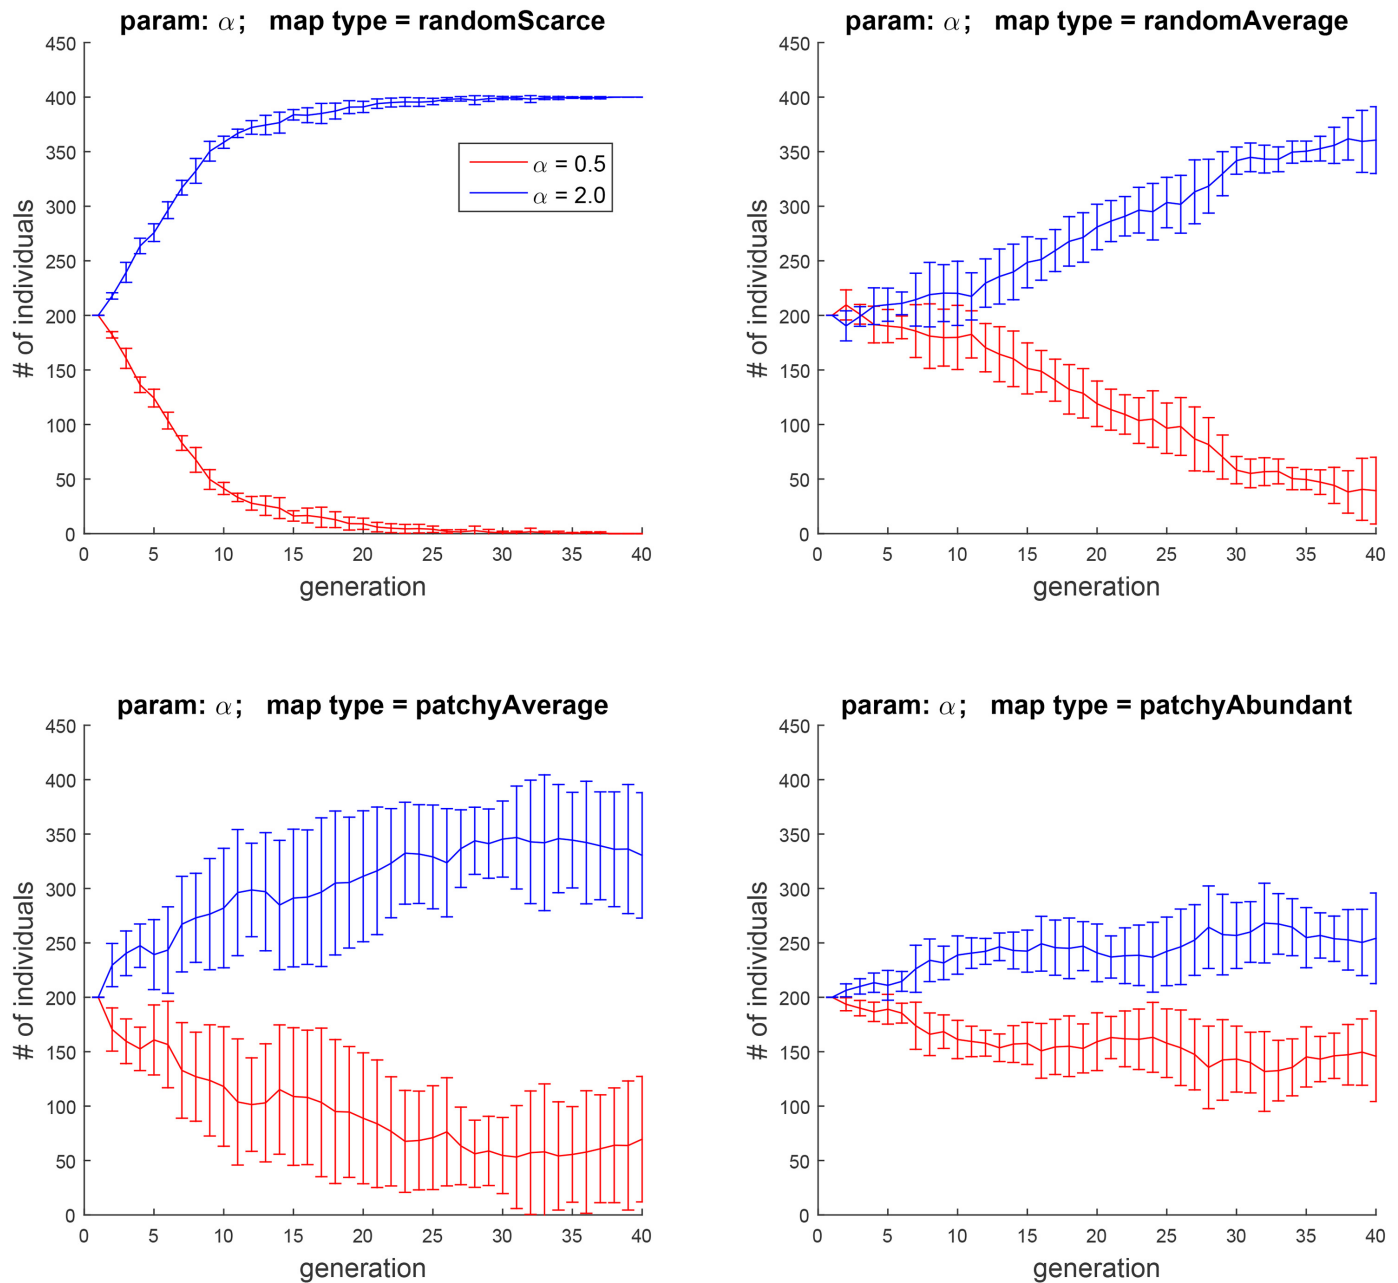 param: α; map type = randomScarce
450
400
350
300
250
200
150
100
50
0
# of individuals
α = 0.5
α = 2.0
0 5 10 15 20 25 30 35 40
generation
param: α; map type = randomAverage
450
400
350
300
250
200
150
100
50
0
# of individuals
0 5 10 15 20 25 30 35 40
generation
param: α; map type = patchyAverage
450
400
350
300
250
200
150
100
50
0
# of individuals
0 5 10 15 20 25 30 35 40
generation
param: α; map type = patchyAbundant
450
400
350
300
250
200
150
100
50
0
# of individuals
0 5 10 15 20 25 30 35 40
generation